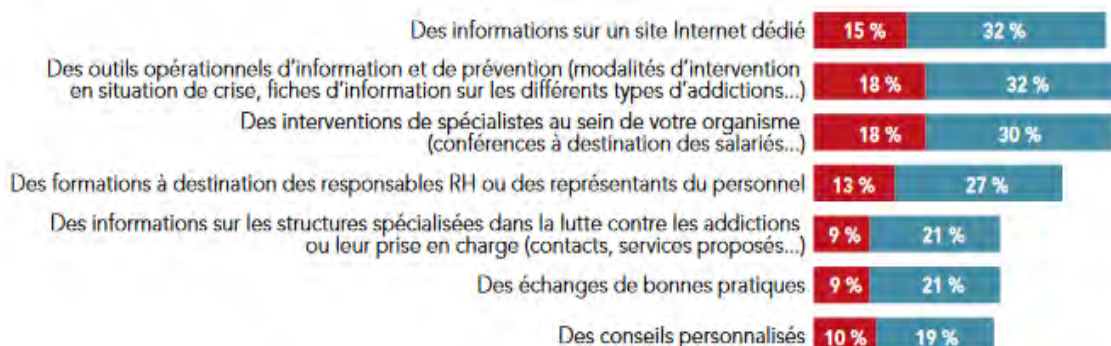 Des informations sur un site Internet dédié 15 % 32 %
Des outils opérationnels d'information et de prévention (modalités d'intervention
en situation de crise, fiches d'information sur les différents types d'addictions...) 18 % 32 %
Des interventions de spécialistes au sein de votre organisme
(conférences à destination des salariés...) 18 % 30 %
Des formations à destination des responsables RH ou des représentants du personnel 13 % 27 %
Des informations sur les structures spécialisées dans la lutte contre les addictions
ou leur prise en charge (contacts, services proposés...) 9 % 21 %
Des échanges de bonnes pratiques 9 % 21 %
Des conseils personnalisés 10 % 19 %